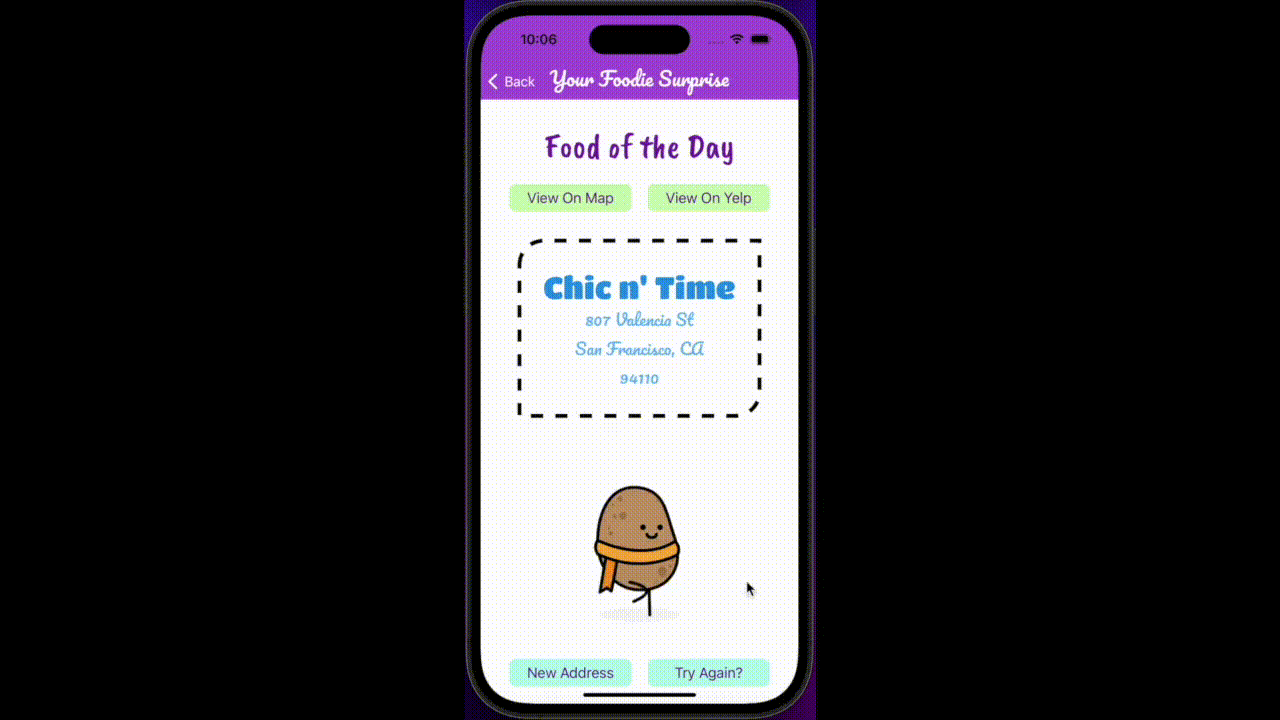 10:06
Back
Your Foodie Surprise
Food of the Day
View On Map
View On Yelp
Chic n' Time
807 Valencia St
San Francisco, CA
94110
New Address
Try Again?